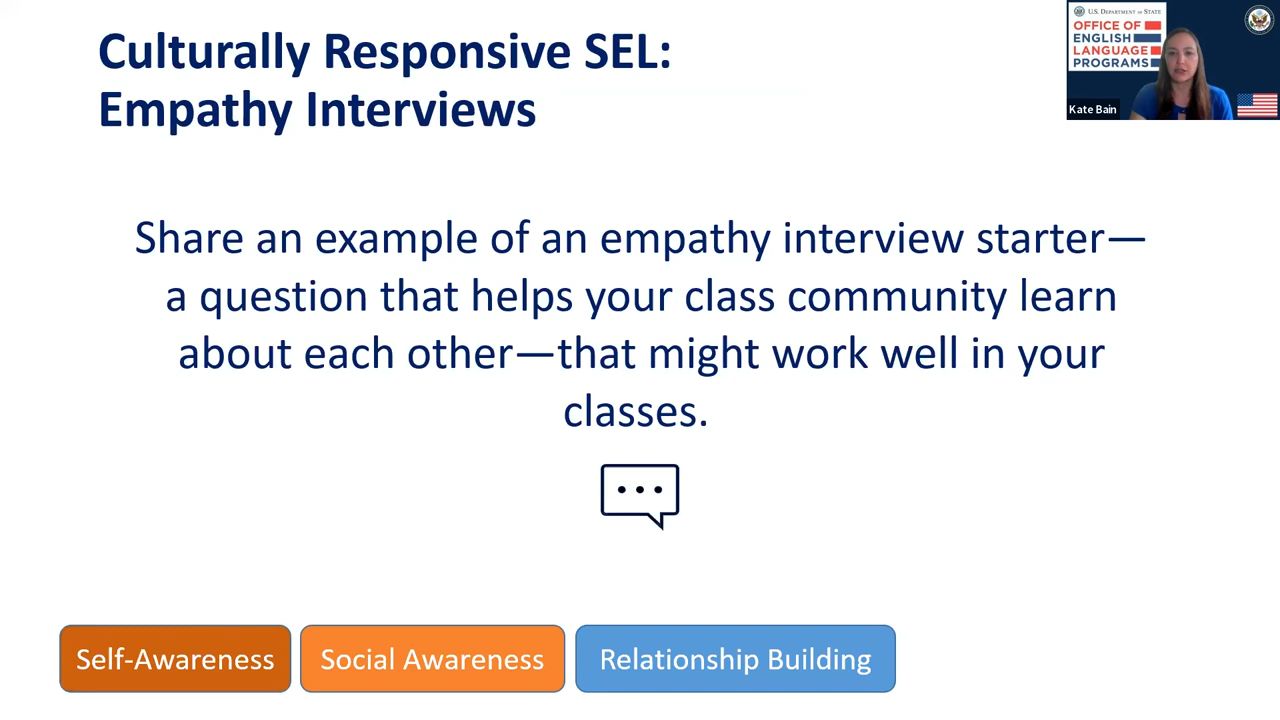 Culturally Responsive SEL:
Empathy Interviews
U.S. DEPARTMENT OF STATE
OFFICE OF
ENGLISH
LANGUAGE
PROGRAMS
Kate Bain
Share an example of an empathy interview starter—
a question that helps your class community learn
about each other—that might work well in your
classes.
Self-Awareness
Social Awareness
Relationship Building